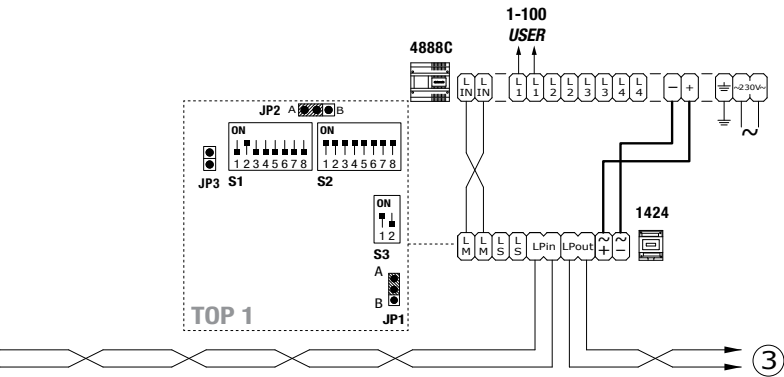 1-100
USER
4888C
L IN L IN L 1 L 1 L 2 L 2 L 3 L 3 L 4 L 4 − + ~230V~
~
JP2 A B
ON
1 2 3 4 5 6 7 8
S1
ON
1 2 3 4 5 6 7 8
S2
JP3
ON
1 2
S3
A
B
JP1
TOP 1
1424
L M L M L S L S LPin LPout ~+ ~−
3